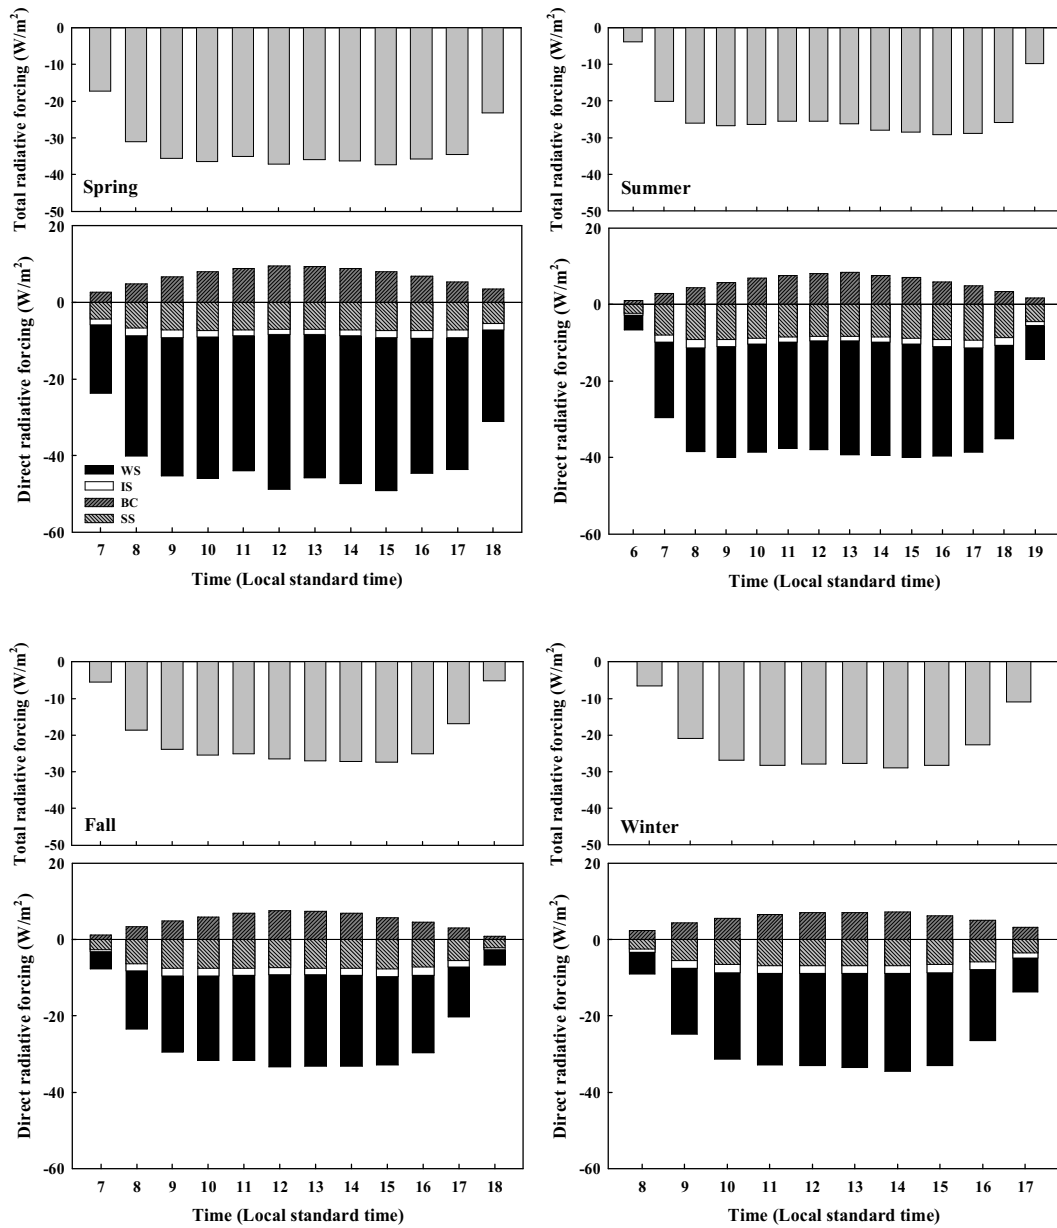 Total radiative forcing (W/m²)
0
-10
-20
-30
-40
-50
Spring
Direct radiative forcing (W/m²)
20
0
-20
-40
-60
WS
IS
BC
SS
7 8 9 10 11 12 13 14 15 16 17 18
Time (Local standard time)
Total radiative forcing (W/m²)
0
-10
-20
-30
-40
-50
Summer
Direct radiative forcing (W/m²)
20
0
-20
-40
-60
6 7 8 9 10 11 12 13 14 15 16 17 18 19
Time (Local standard time)
Total radiative forcing (W/m²)
0
-10
-20
-30
-40
-50
Fall
Direct radiative forcing (W/m²)
20
0
-20
-40
-60
7 8 9 10 11 12 13 14 15 16 17 18
Time (Local standard time)
Total radiative forcing (W/m²)
0
-10
-20
-30
-40
-50
Winter
Direct radiative forcing (W/m²)
20
0
-20
-40
-60
8 9 10 11 12 13 14 15 16 17
Time (Local standard time)